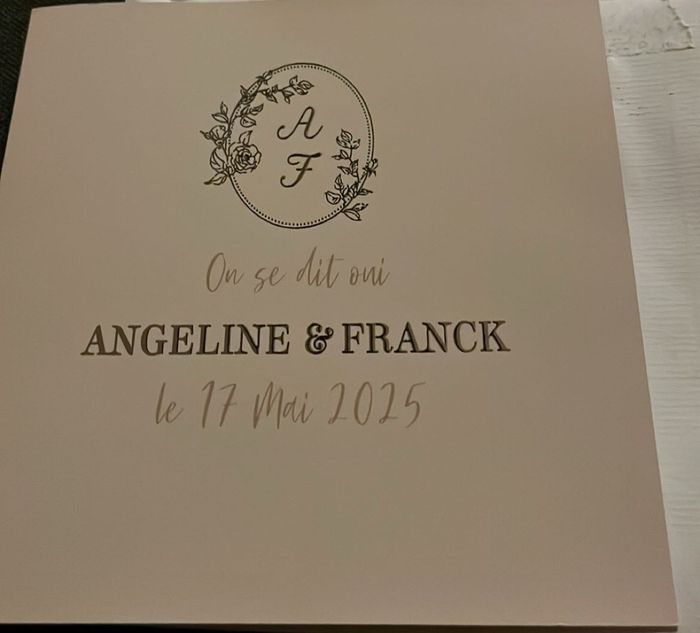 A
F
On se dit oui
ANGELINE & FRANCK
le 17 Mai 2025